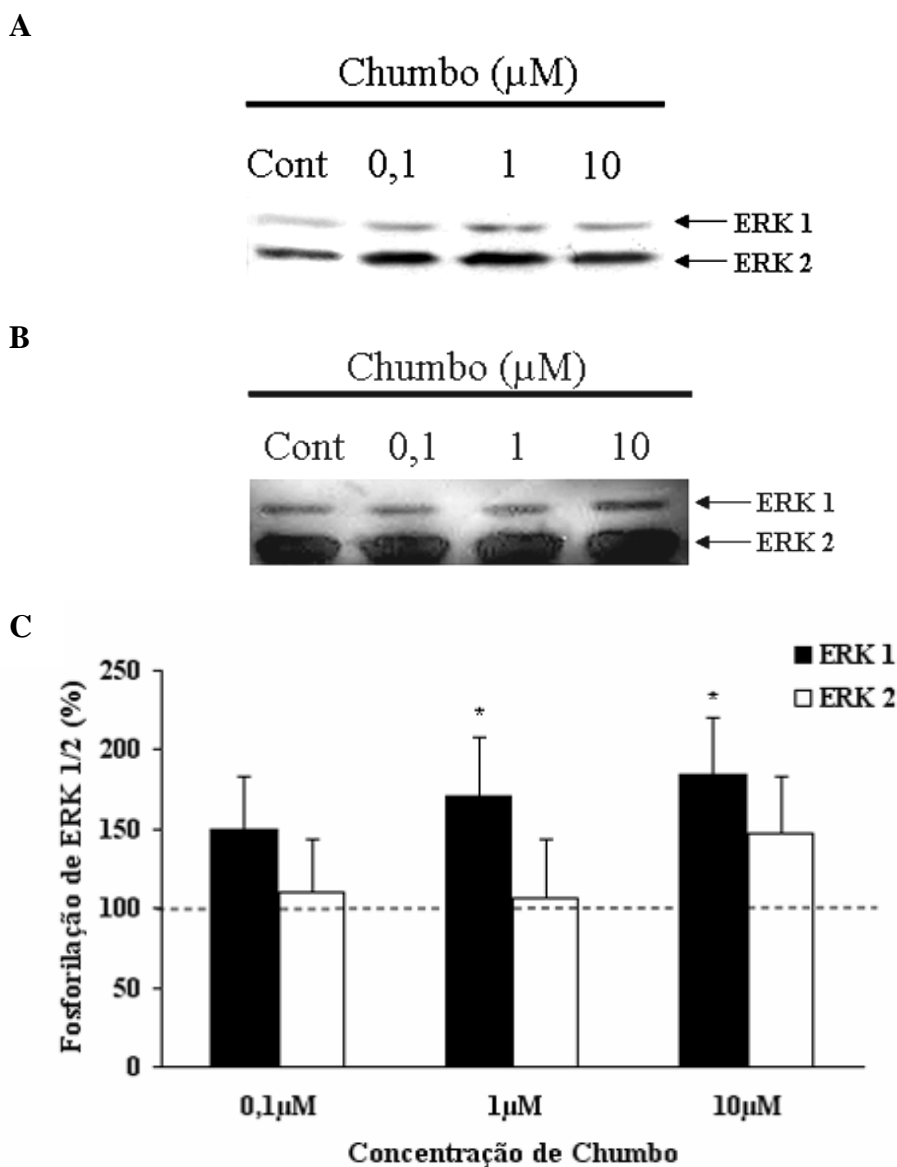 A
Chumbo (μM)
Cont 0,1 1 10
ERK 1
ERK 2
B
Chumbo (μM)
Cont 0,1 1 10
ERK 1
ERK 2
C
ERK 1
ERK 2
Fosforilação de ERK 1/2 (%)
250
200
150
100
50
0
* *
0,1μM 1μM 10μM
Concentração de Chumbo